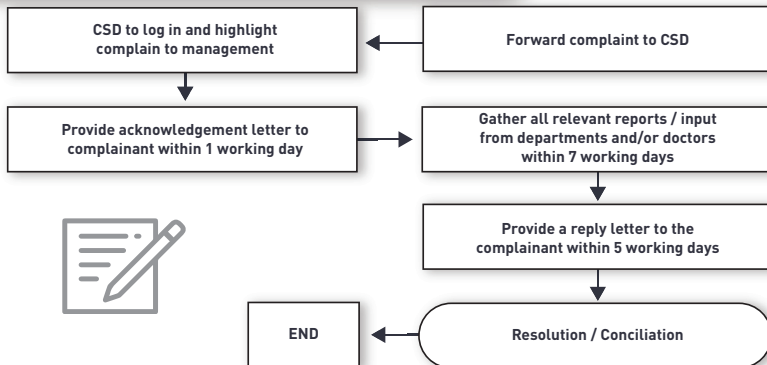 Forward complaint to CSD
CSD to log in and highlight
complain to management
Provide acknowledgement letter to
complainant within 1 working day
Gather all relevant reports / input
from departments and/or doctors
within 7 working days
Provide a reply letter to the
complainant within 5 working days
Resolution / Conciliation
END